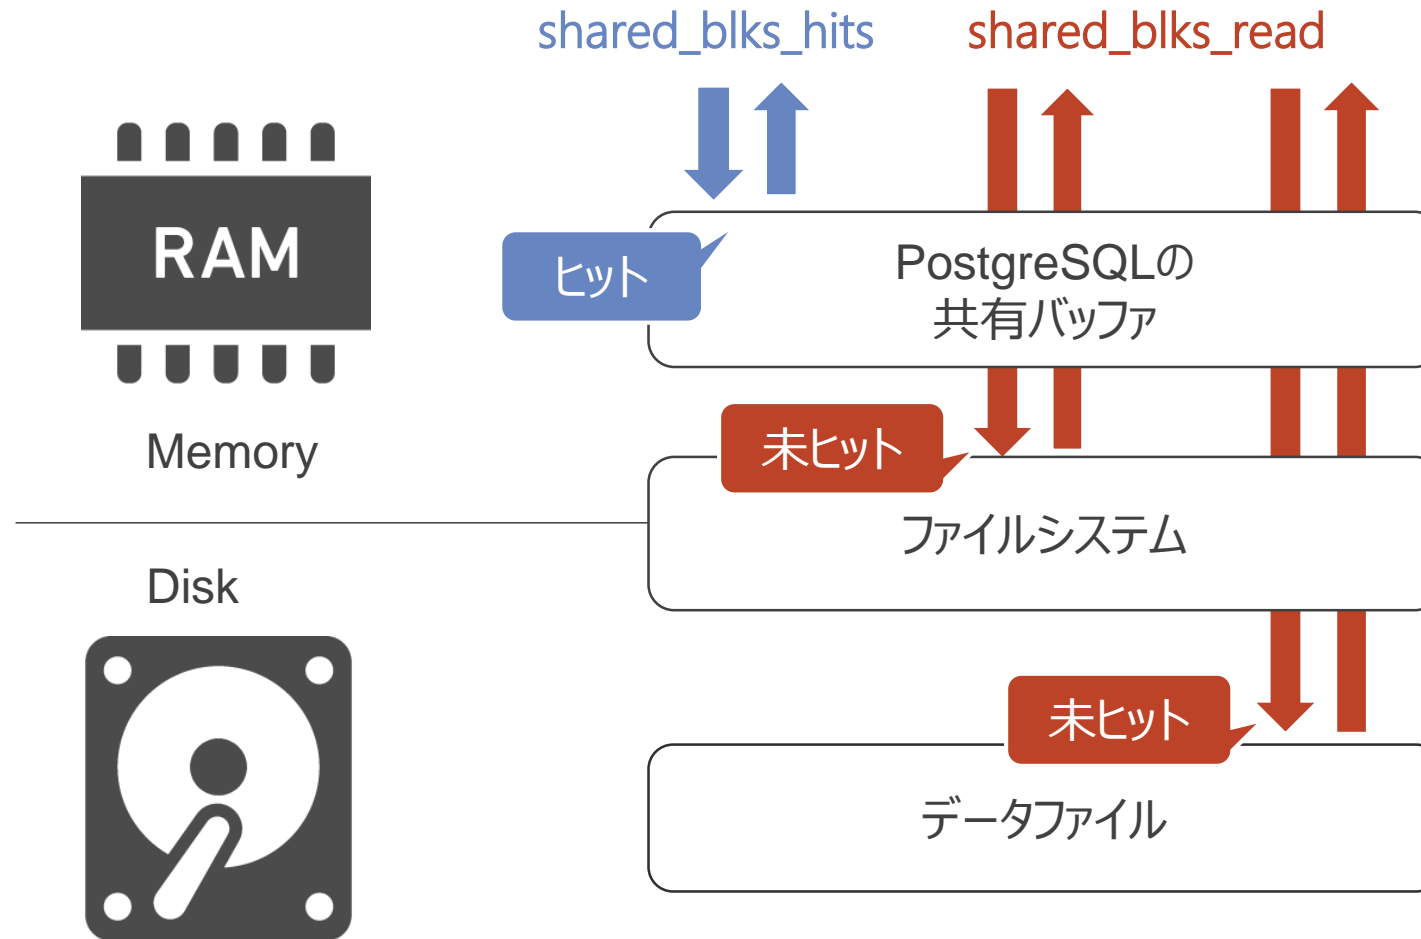 shared_blks_hits
shared_blks_read
RAM
ヒット
PostgreSQLの
共有バッファ
Memory
未ヒット
ファイルシステム
Disk
未ヒット
データファイル